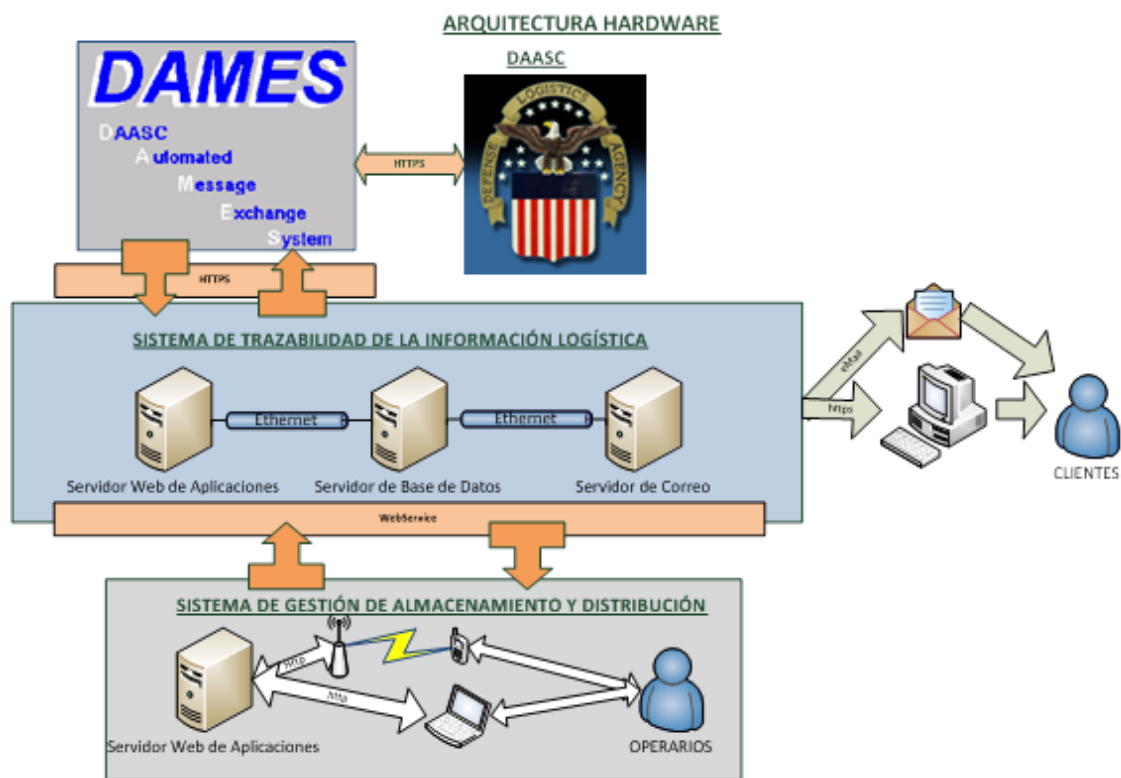 ARQUITECTURA HARDWARE
DAASC
DAMES
DAASC
Automated
Message
Exchange
System
HTTPS
DEFENSE LOGISTICS AGENCY
HTTPS
SISTEMA DE TRAZABILIDAD DE LA INFORMACIÓN LOGÍSTICA
Ethernet
Ethernet
Servidor Web de Aplicaciones
Servidor de Base de Datos
Servidor de Correo
eMail
https
CLIENTES
WebService
SISTEMA DE GESTIÓN DE ALMACENAMIENTO Y DISTRIBUCIÓN
Http
http
Servidor Web de Aplicaciones
OPERARIOS